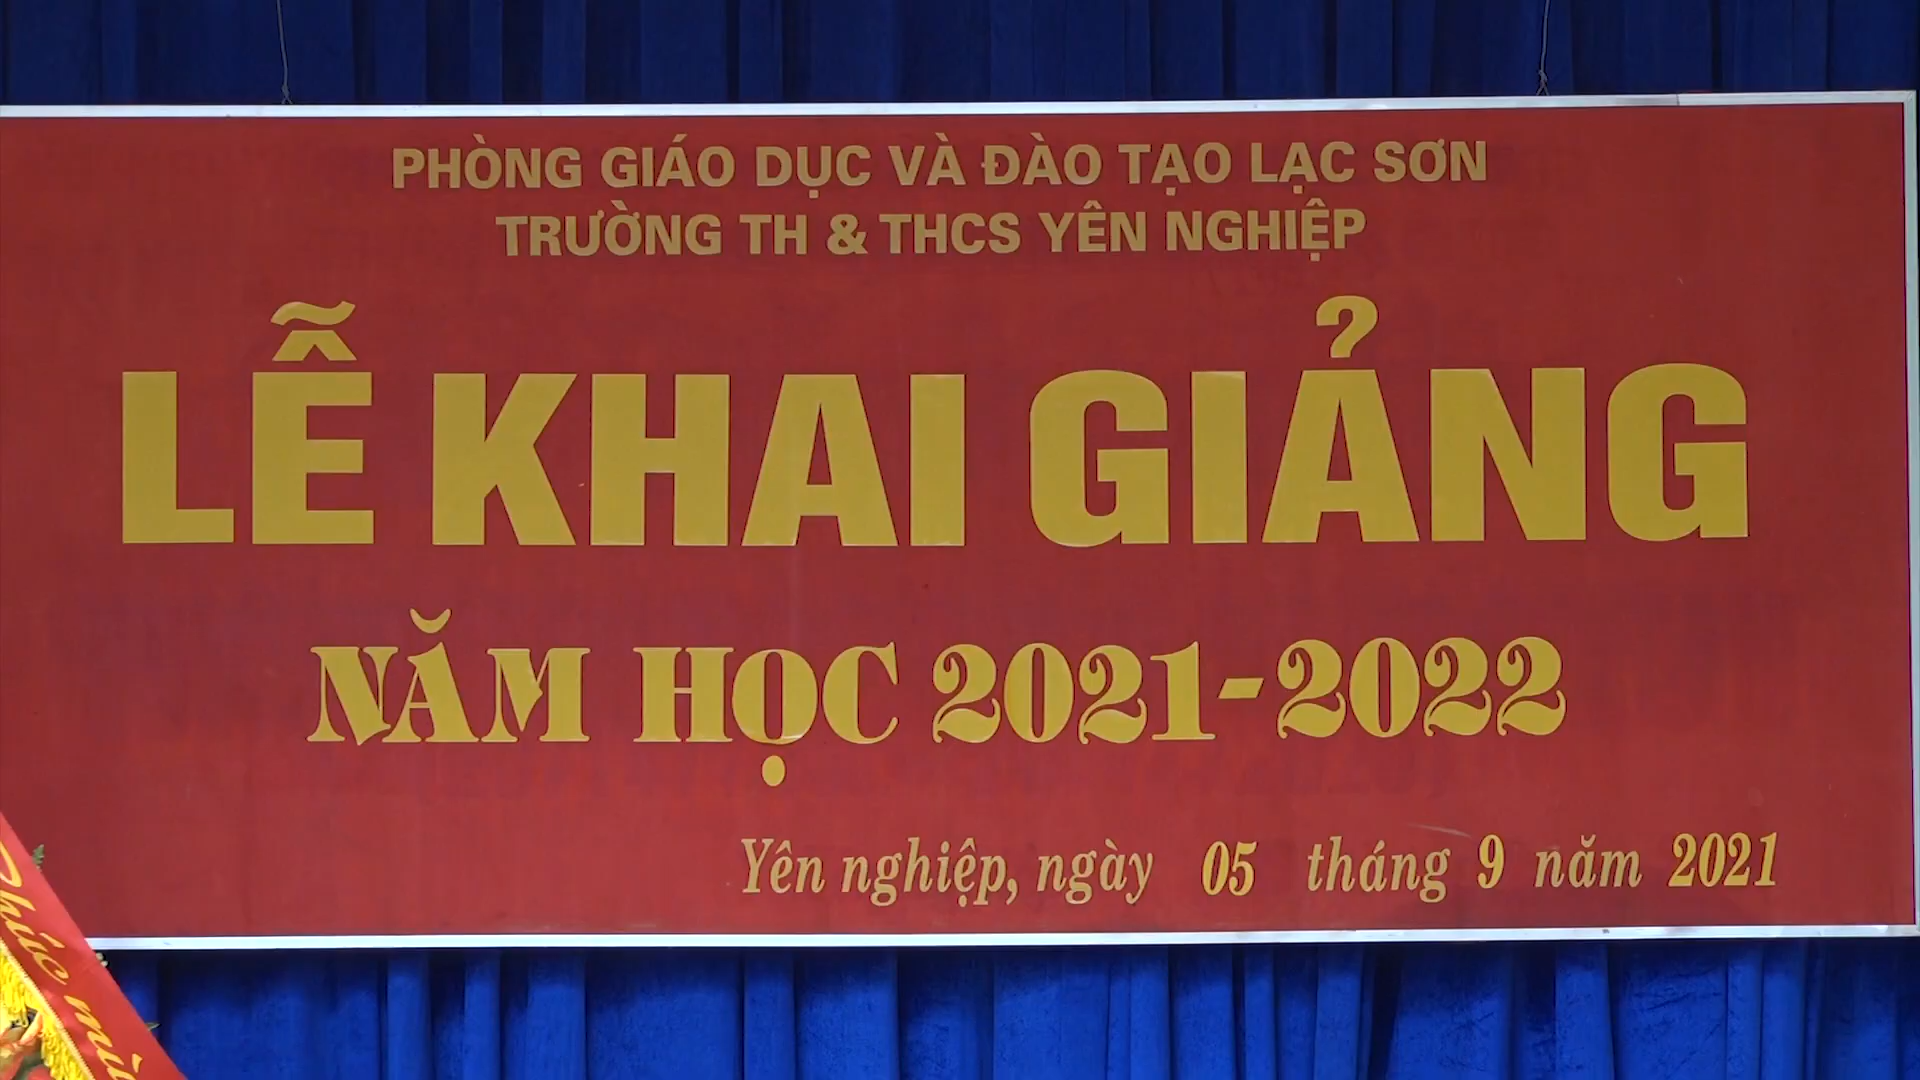 PHÒNG GIÁO DỤC VÀ ĐÀO TẠO LẠC SƠN
TRƯỜNG TH & THCS YÊN NGHIỆP
LỄ KHAI GIẢNG
NĂM HỌC 2021-2022
Yên nghiệp, ngày 05 tháng 9 năm 2021